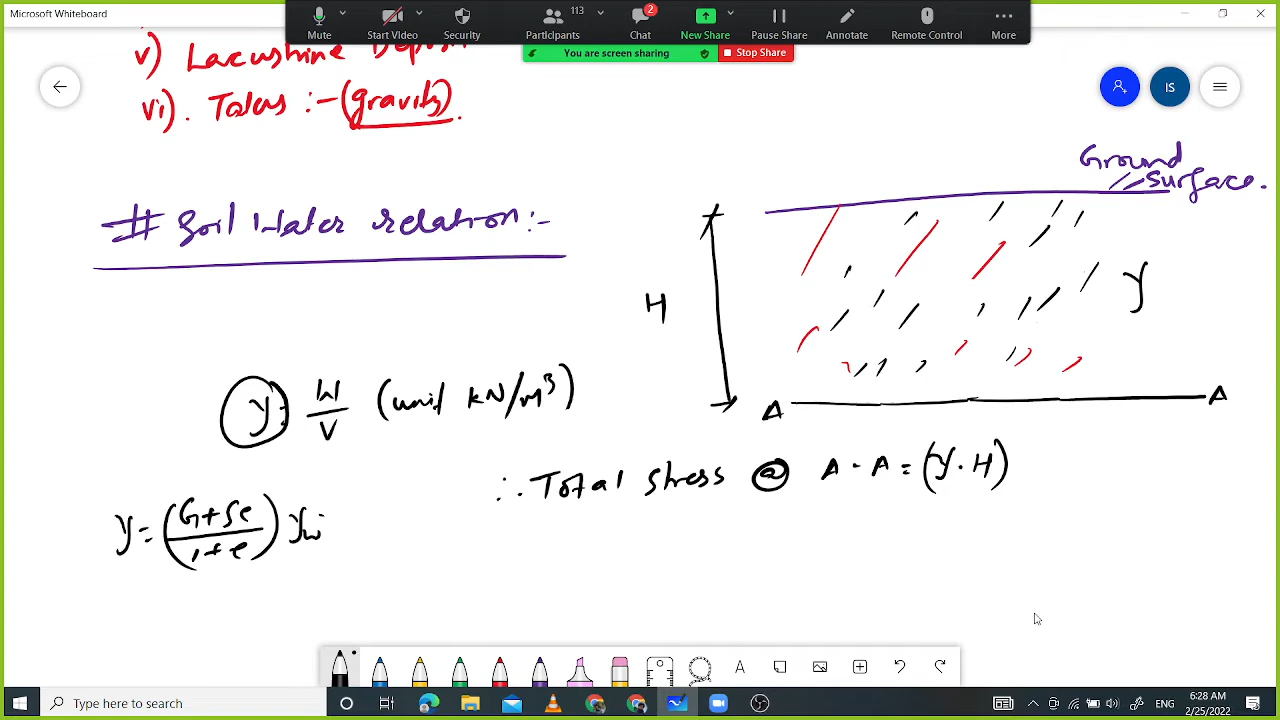 Microsoft Whiteboard
Mute
Start Video
Security
113
Participants
2
Chat
New Share
Pause Share
Annotate
Remote Control
More
You are screen sharing
Stop Share
v) Lacustrine Deposi
vi). Talus :- (gravity).
IS
Ground Surface.
# Soil Water relation:-
H
γ
γ = W/V (unit kN/m³)
A
A
∴ Total stress @ A - A = (γ · H)
γ = (G+Se/1+e) γw
A
Type here to search
ENG
6:28 AM
2/25/2022